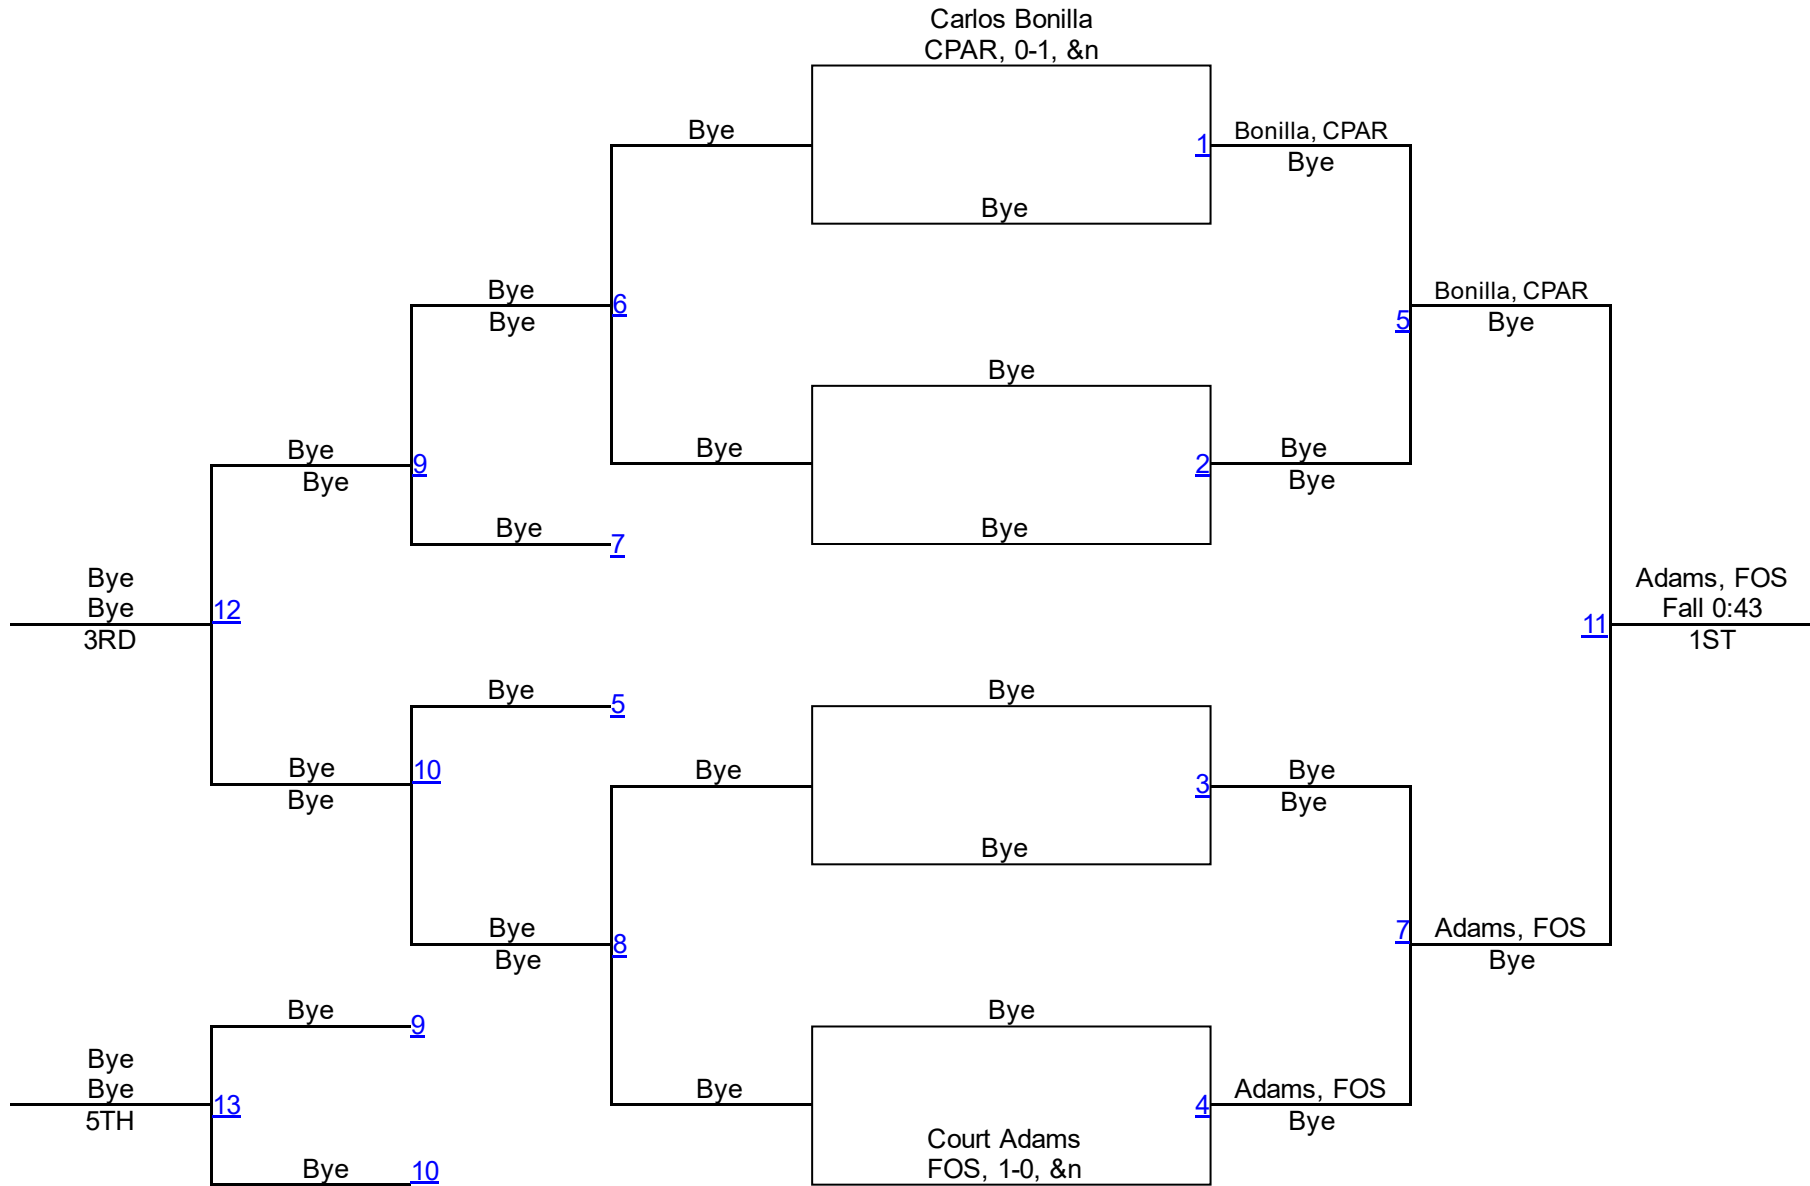 Carlos Bonilla
CPAR, 0-1, &n
Bye
1
Bonilla, CPAR
Bye
Bye
Bye
Bye
6
5
Bonilla, CPAR
Bye
Bye
Bye
Bye
9
Bye
2
Bye
Bye
Bye
7
Bye
Bye
Bye
3RD
12
11
Adams, FOS
Fall 0:43
1ST
Bye
5
Bye
Bye
Bye
10
Bye
3
Bye
Bye
Bye
Bye
Bye
8
7
Adams, FOS
Bye
Bye
9
Bye
Bye
Bye
5TH
13
Bye
4
Adams, FOS
Bye
Court Adams
FOS, 1-0, &n
Bye
10